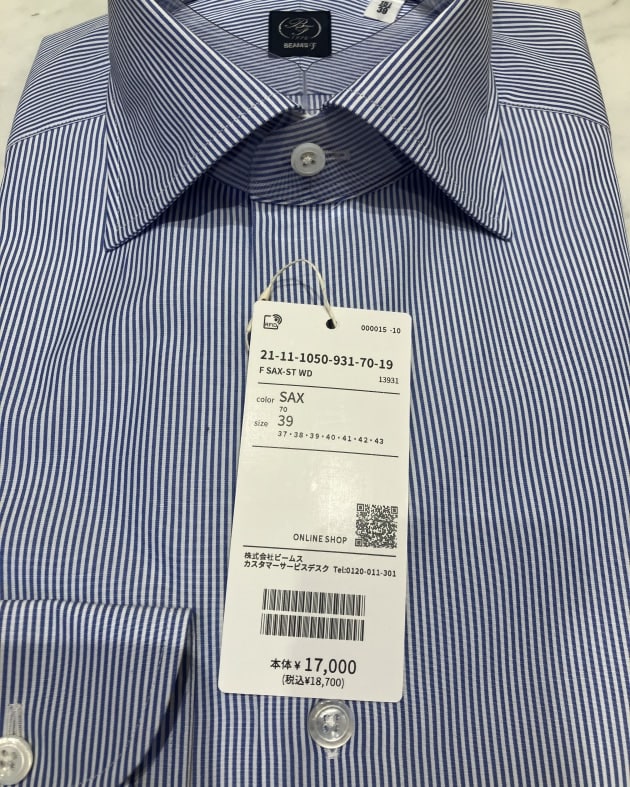 BF
BEAMS F
39
RFID
000015 -10
21-11-1050-931-70-19
F SAX-ST WD
13931
color SAX
70
size 39
37・38・39・40・41・42・43
ONLINE SHOP
株式会社ビームス
カスタマーサービスデスク Tel:0120-011-301
本体¥ 17,000
(税込¥18,700)